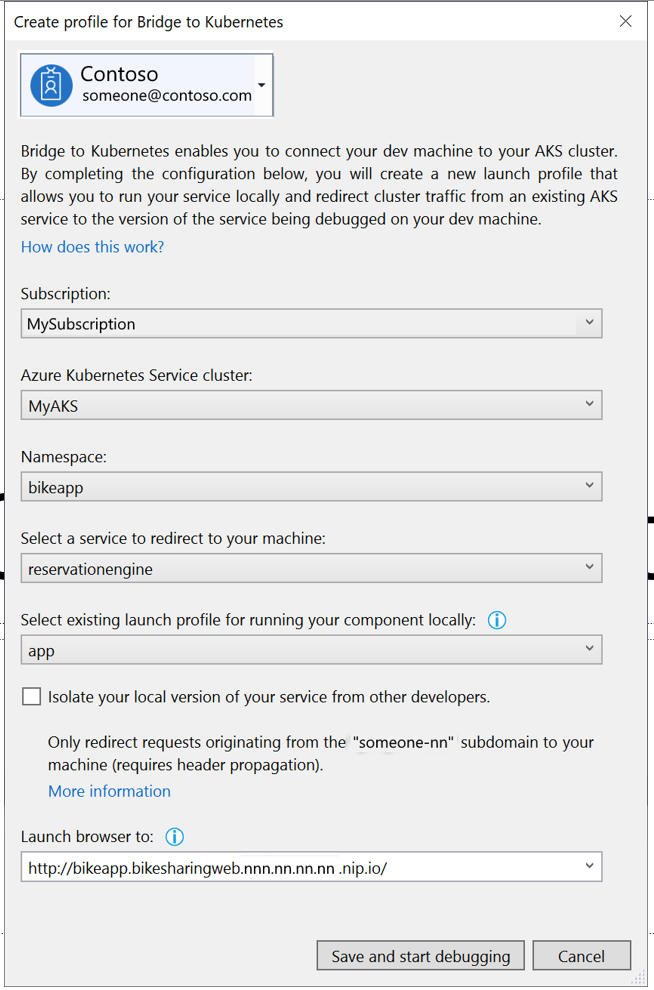 Create profile for Bridge to Kubernetes
Contoso
someone@contoso.com
Bridge to Kubernetes enables you to connect your dev machine to your AKS cluster.
By completing the configuration below, you will create a new launch profile that
allows you to run your service locally and redirect cluster traffic from an existing AKS
service to the version of the service being debugged on your dev machine.
How does this work?
Subscription:
MySubscription
Azure Kubernetes Service cluster:
MyAKS
Namespace:
bikeapp
Select a service to redirect to your machine:
reservationengine
Select existing launch profile for running your component locally:
app
Isolate your local version of your service from other developers.
Only redirect requests originating from the "someone-nn" subdomain to your
machine (requires header propagation).
More information
Launch browser to:
http://bikeapp.bikesharingweb.nnn.nn.nn.nn .nip.io/
Save and start debugging
Cancel